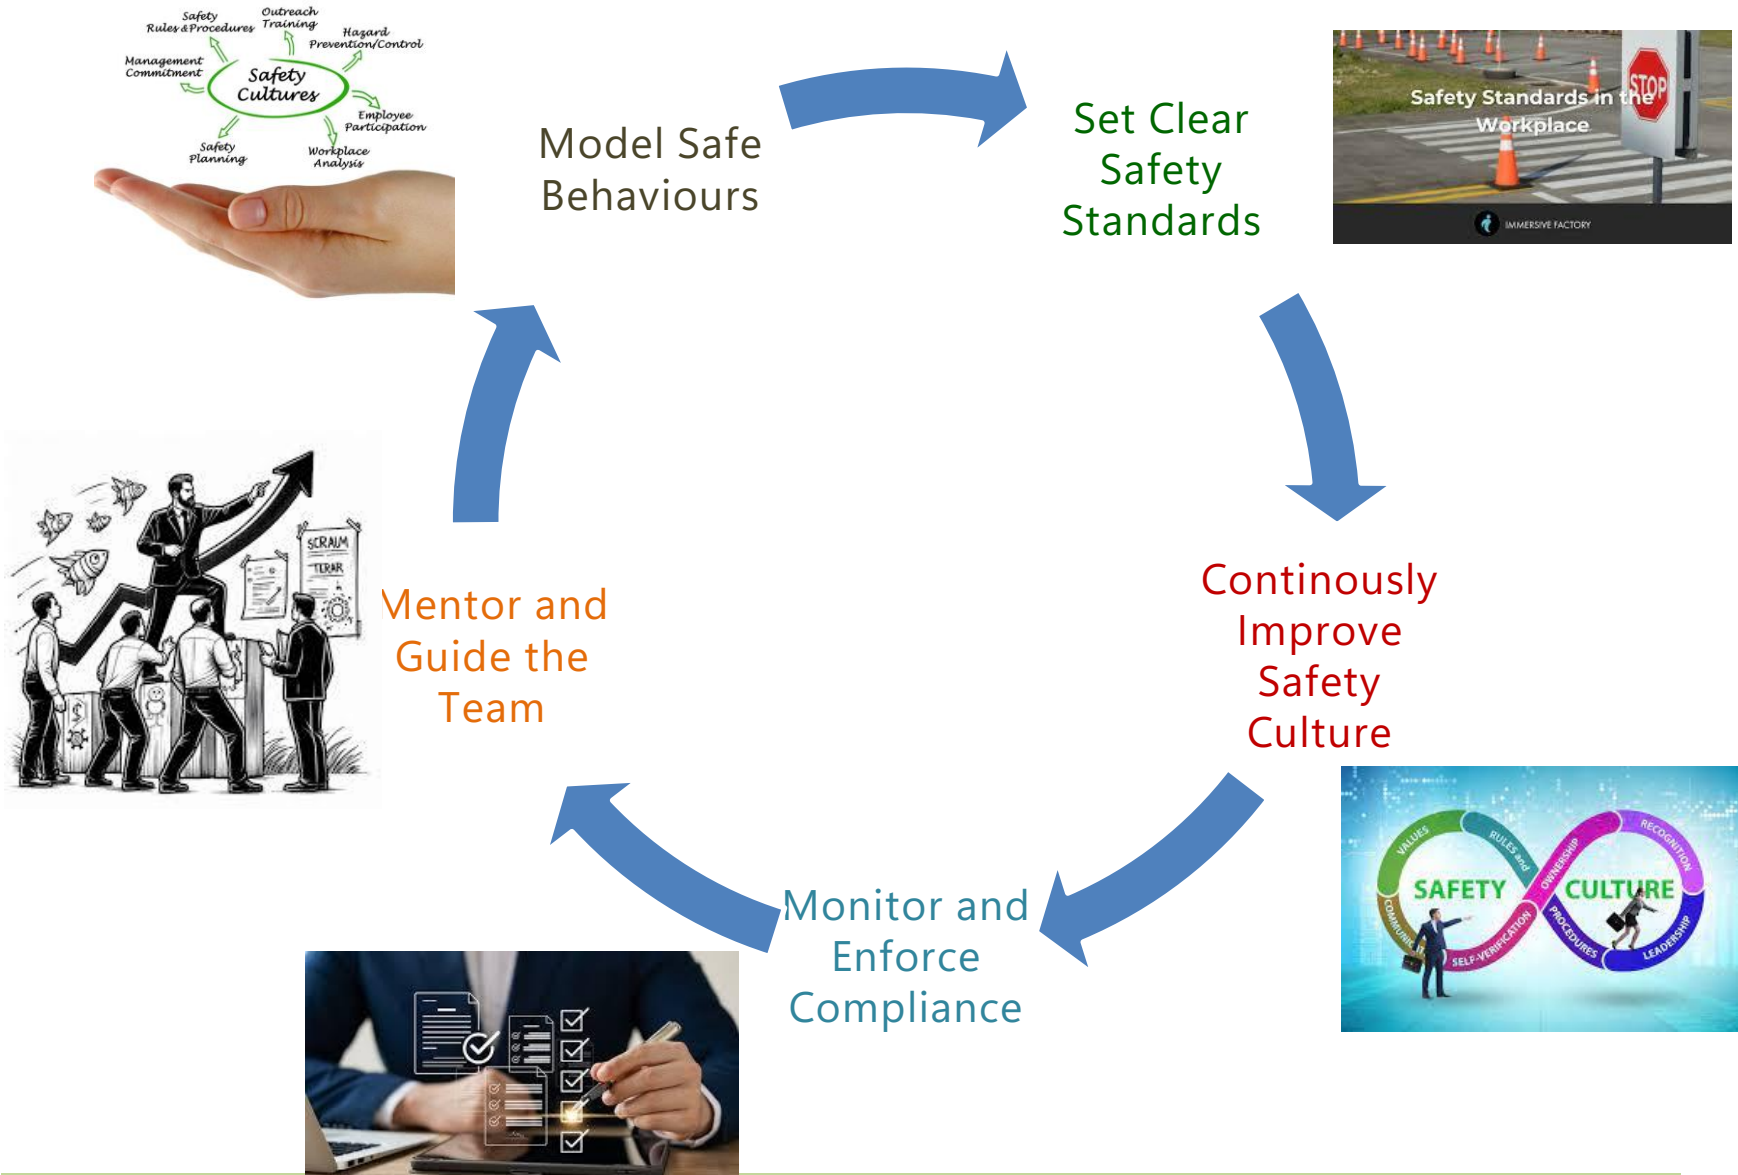 Safety
Rules & Procedures
Outreach
Training
Hazard
Prevention/Control
Management
Commitment
Safety
Cultures
Employee
Participation
Safety
Planning
Workplace
Analysis
Model Safe
Behaviours
Set Clear
Safety
Standards
STOP
Safety Standards in the
Workplace
IMMERSIVE FACTORY
SCRAUM
TERAR
$
Mentor and
Guide the
Team
Continously
Improve
Safety
Culture
Monitor and
Enforce
Compliance
VALUES
RULES and
OWNERSHIP
RECOGNITION
SAFETY
CULTURE
SELF-VERIFICATION
PROCEDURES
LEADERSHIP